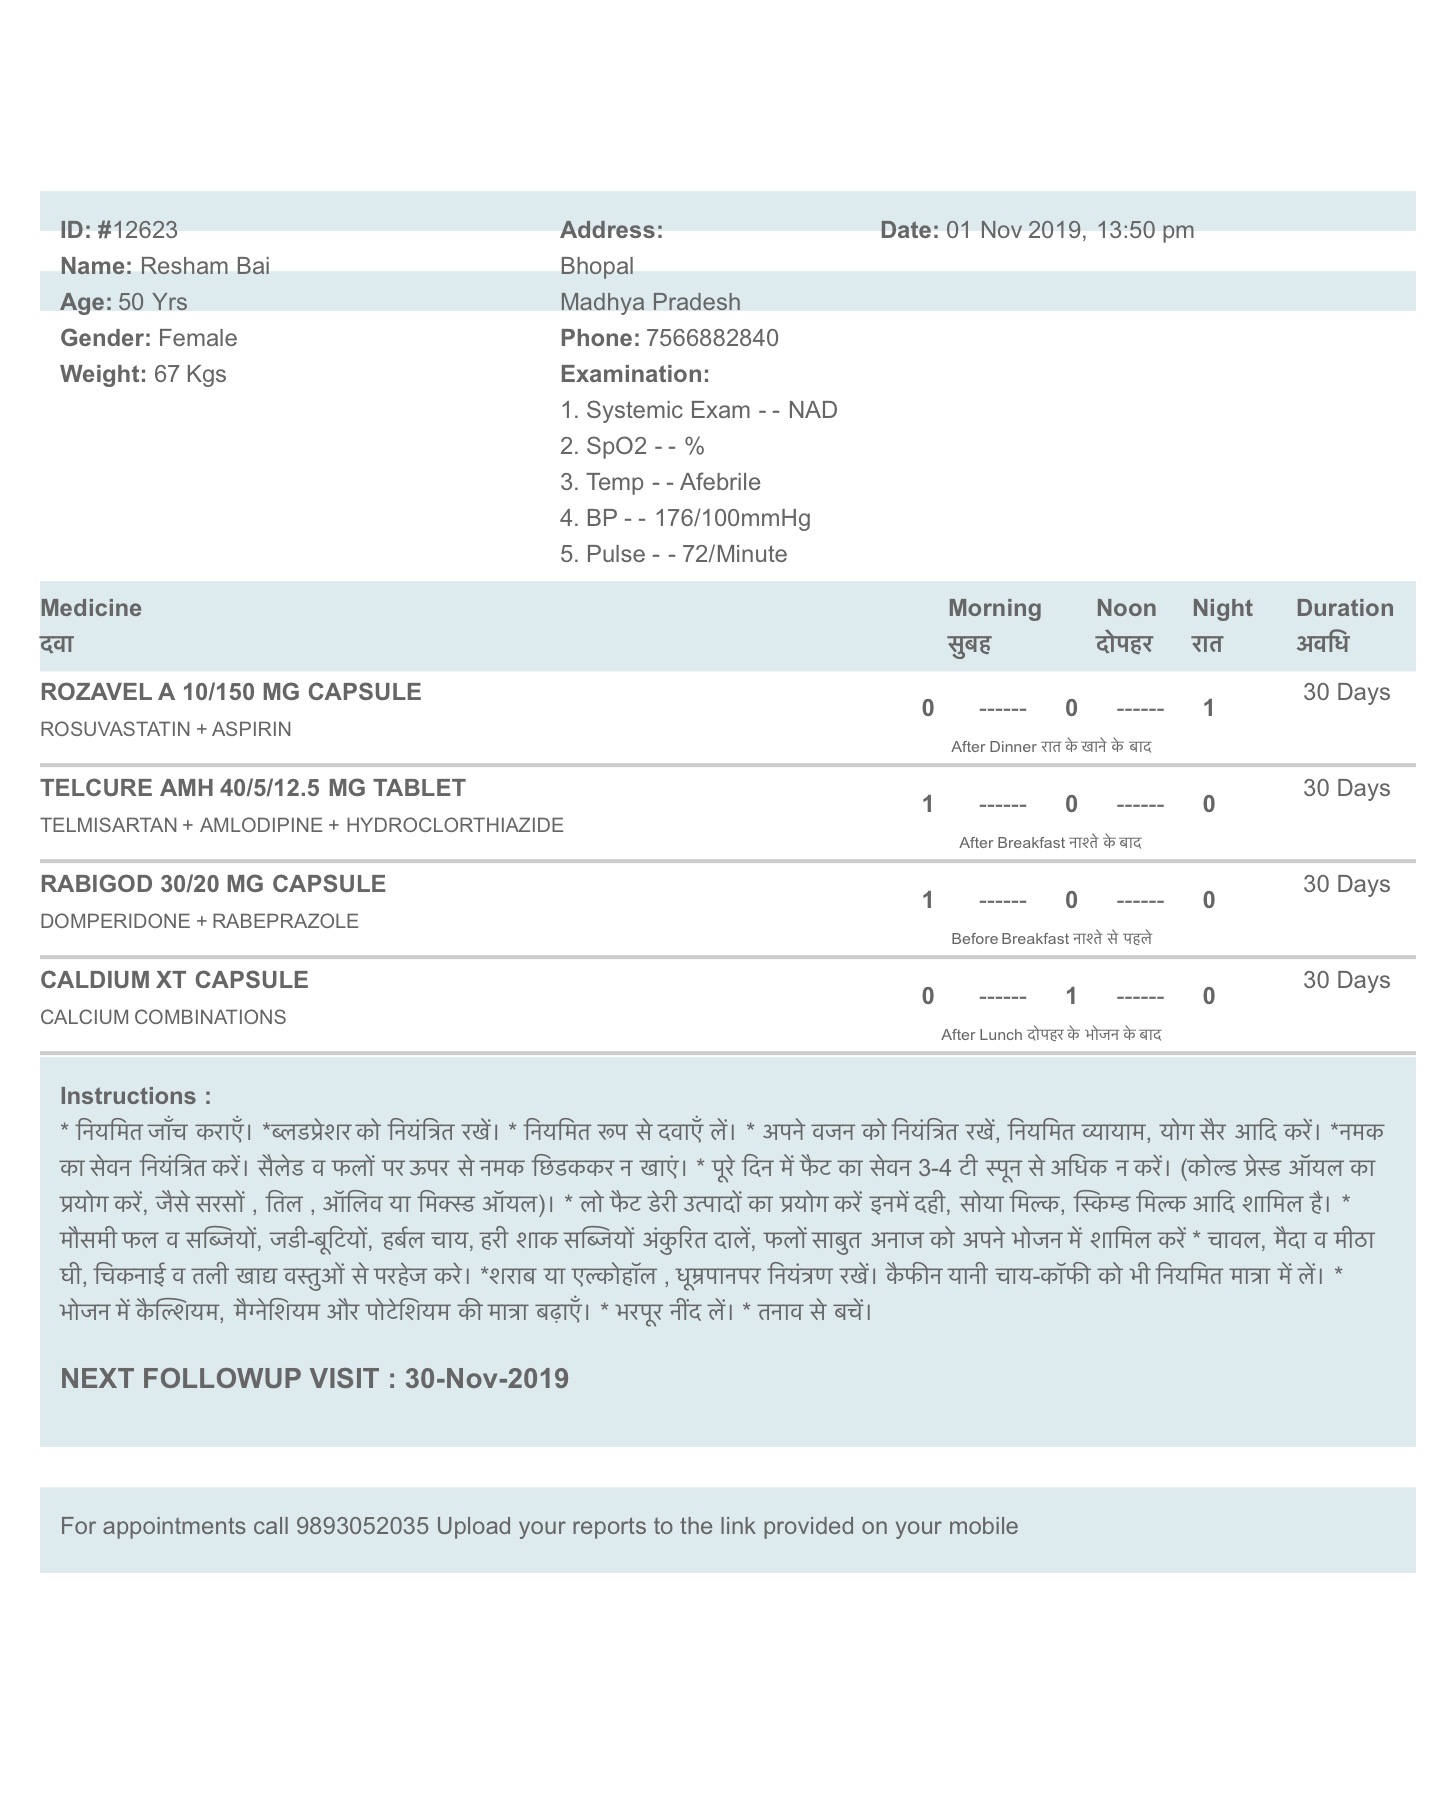 ID: #12623 Address: Date: 01 Nov 2019, 13:50 pm
Name: Resham Bai Bhopal
Age: 50 Yrs Madhya Pradesh
Gender: Female Phone: 7566882840
Weight: 67 Kgs Examination:
1. Systemic Exam - - NAD
2. SpO2 - - %
3. Temp - - Afebrile
4. BP - - 176/100mmHg
5. Pulse - - 72/Minute
Medicine Morning Noon Night Duration
दवा सुबह दोपहर रात अवधि
ROZAVEL A 10/150 MG CAPSULE 30 Days
0 ------ 0 ------ 1
ROSUVASTATIN + ASPIRIN
After Dinner रात के खाने के बाद
TELCURE AMH 40/5/12.5 MG TABLET 30 Days
1 ------ 0 ------ 0
TELMISARTAN + AMLODIPINE + HYDROCLORTHIAZIDE
After Breakfast नाश्ते के बाद
RABIGOD 30/20 MG CAPSULE 30 Days
1 ------ 0 ------ 0
DOMPERIDONE + RABEPRAZOLE
Before Breakfast नाश्ते से पहले
CALDIUM XT CAPSULE 30 Days
0 ------ 1 ------ 0
CALCIUM COMBINATIONS
After Lunch दोपहर के भोजन के बाद
Instructions :
* नियमित जाँच कराएँ। *ब्लडप्रेशर को नियंत्रित रखें। * नियमित रूप से दवाएँ लें। * अपने वजन को नियंत्रित रखें, नियमित व्यायाम, योग सैर आदि करें। *नमक
का सेवन नियंत्रित करें। सैलेड व फलों पर ऊपर से नमक छिडककर न खाएं। * पूरे दिन में फैट का सेवन 3-4 टी स्पून से अधिक न करें। (कोल्ड प्रेस्ड ऑयल का
प्रयोग करें, जैसे सरसों , तिल , ऑलिव या मिक्स्ड ऑयल)। * लो फैट डेरी उत्पादों का प्रयोग करें इनमें दही, सोया मिल्क, स्किम्ड मिल्क आदि शामिल है। *
मौसमी फल व सब्जियों, जडी-बूटियों, हर्बल चाय, हरी शाक सब्जियों अंकुरित दालें, फलों साबुत अनाज को अपने भोजन में शामिल करें * चावल, मैदा व मीठा
घी, चिकनाई व तली खाद्य वस्तुओं से परहेज करे। *शराब या एल्कोहॉल , धूम्रपानपर नियंत्रण रखें। कैफीन यानी चाय-कॉफी को भी नियमित मात्रा में लें। *
भोजन में कैल्शियम, मैग्नेशियम और पोटेशियम की मात्रा बढ़ाएँ। * भरपूर नींद लें। * तनाव से बचें।
NEXT FOLLOWUP VISIT : 30-Nov-2019
For appointments call 9893052035 Upload your reports to the link provided on your mobile